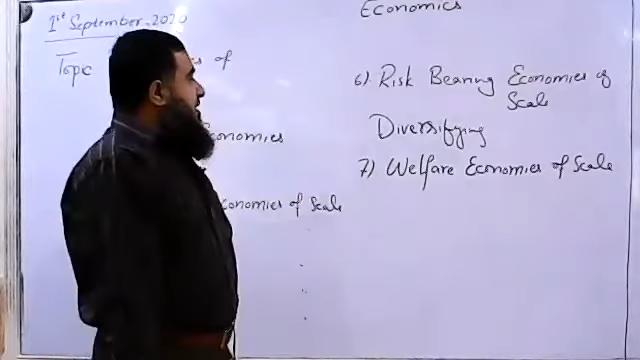 1st September-2020
Topic
of
Economies
Economies of Scale
Economics
6) Risk Bearing Economies of
Scale
Diversifying
7) Welfare Economies of Scale